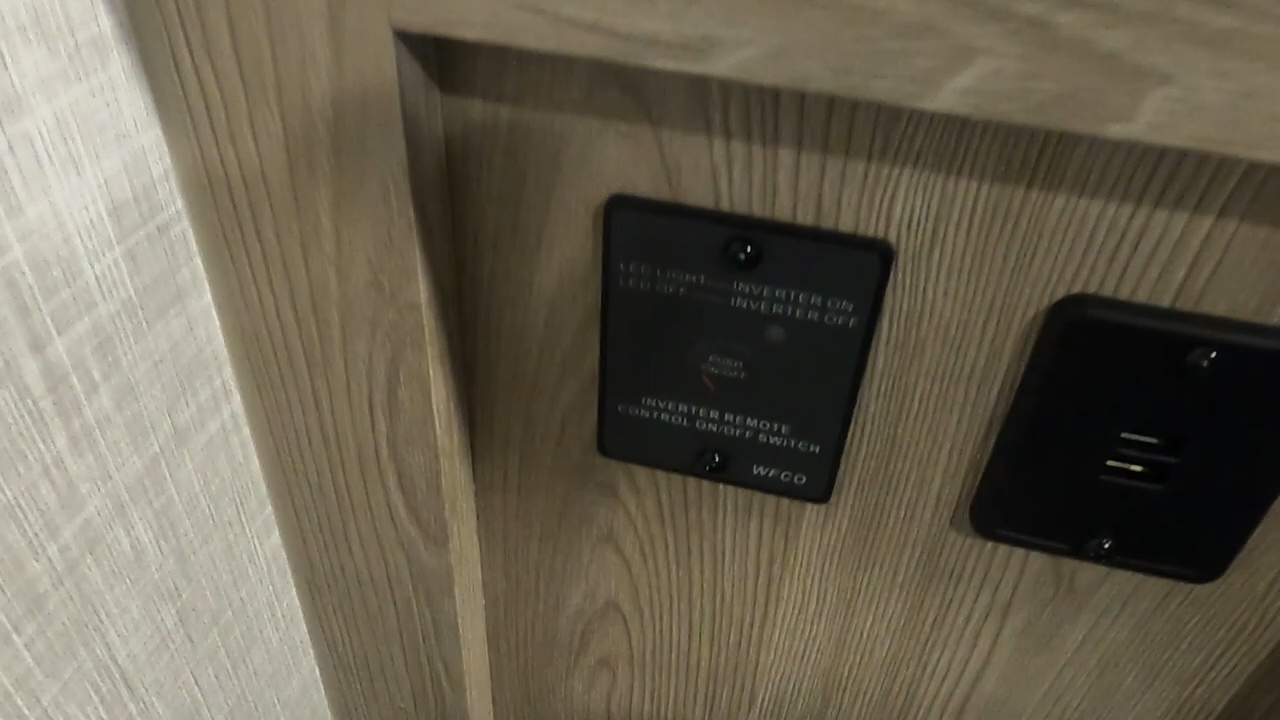 LED LIGHT——INVERTER ON
LED OFF——INVERTER OFF
PUSH
ON/OFF
INVERTER REMOTE
CONTROL ON/OFF SWITCH
WFCO